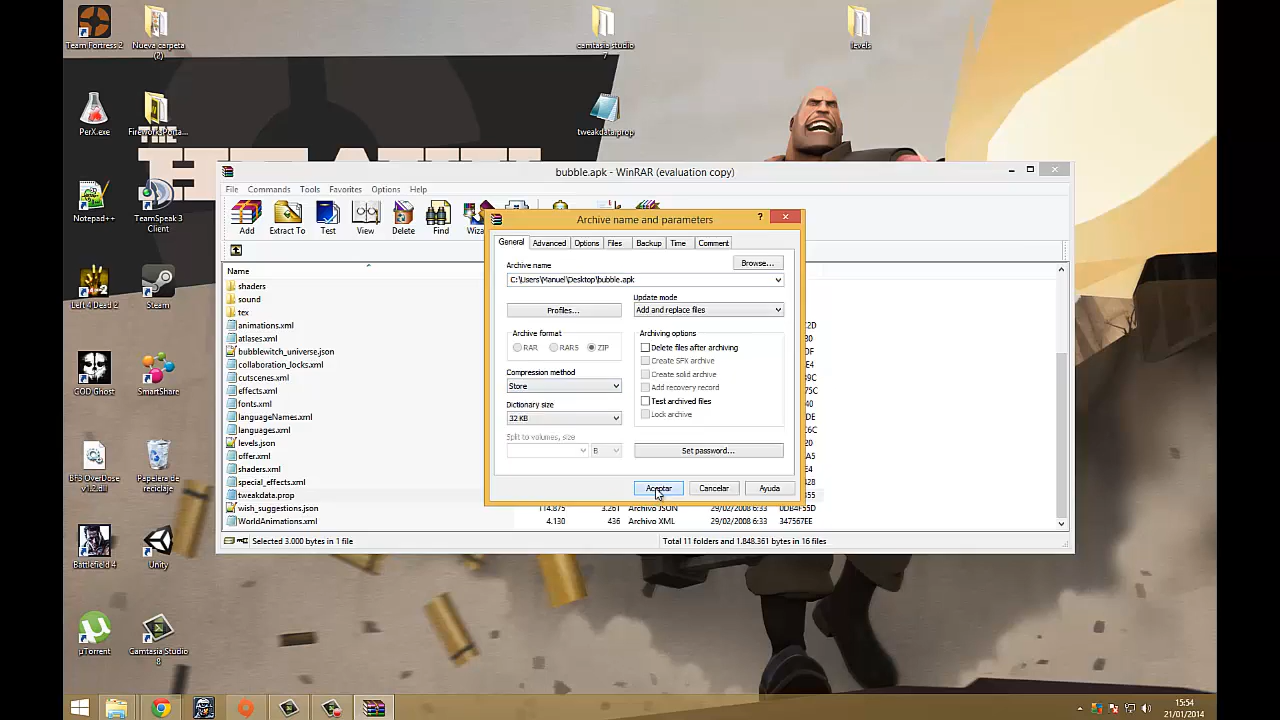 Team Fortress 2
Nueva carpeta
(2)
camtasia studio
7
levels
PerX.exe
FireworksPorta...
tweakdata.prop
THE
Notepad++
TeamSpeak 3
Client
Left 4 Dead 2
Steam
COD Ghost
SmartShare
BF3 OverDose
v1.2.dll
Papelera de
reciclaje
Battlefield 4
Unity
µTorrent
Camtasia Studio
8
bubble.apk - WinRAR (evaluation copy)
File Commands Tools Favorites Options Help
Add Extract To Test View Delete Find
Name
shaders
sound
tex
animations.xml
atlases.xml
bubblewitch_universe.json
collaboration_locks.xml
cutscenes.xml
effects.xml
fonts.xml
languageNames.xml
languages.xml
levels.json
offer.xml
shaders.xml
special_effects.xml
tweakdata.prop
wish_suggestions.json 114.875 3.261 Archivo JSON 29/02/2008 6:33 0DB4F55D
WorldAnimations.xml 4.130 436 Archivo XML 29/02/2008 6:33 347567EE
Selected 3.000 bytes in 1 file
Total 11 folders and 1.848.361 bytes in 16 files
Archive name and parameters
General Advanced Options Files Backup Time Comment
Archive name
Browse...
C:\Users\Manuel\Desktop\bubble.apk
Profiles...
Update mode
Add and replace files
Archive format
RAR RAR5 ZIP
Compression method
Store
Dictionary size
32 KB
Split to volumes, size
B
Archiving options
Delete files after archiving
Create SFX archive
Create solid archive
Add recovery record
Test archived files
Lock archive
Set password...
Aceptar Cancelar Ayuda
15:54
21/01/2014